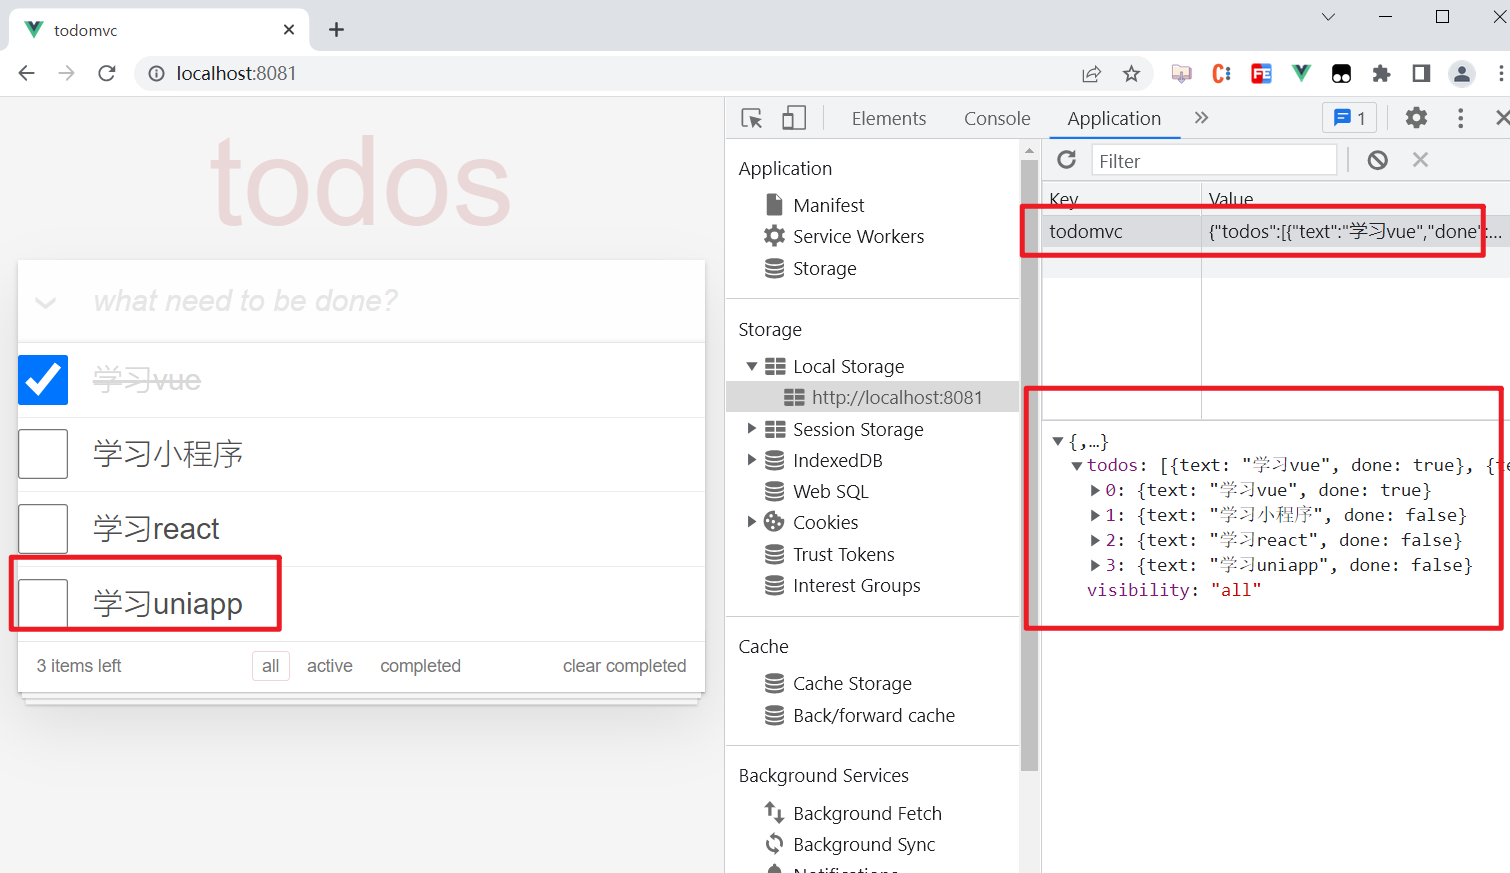 todomvc
localhost:8081
todos
what need to be done?
学习vue
学习小程序
学习react
学习uniapp
3 items left
all
active
completed
clear completed
Elements
Console
Application
1
Application
Manifest
Service Workers
Storage
Storage
Local Storage
http://localhost:8081
Session Storage
IndexedDB
Web SQL
Cookies
Trust Tokens
Interest Groups
Cache
Cache Storage
Back/forward cache
Background Services
Background Fetch
Background Sync
Notifications
Filter
Key
Value
todomvc
{"todos":[{"text":"学习vue","done":...
{,…}
todos: [{text: "学习vue", done: true}, {te
0: {text: "学习vue", done: true}
1: {text: "学习小程序", done: false}
2: {text: "学习react", done: false}
3: {text: "学习uniapp", done: false}
visibility: "all"